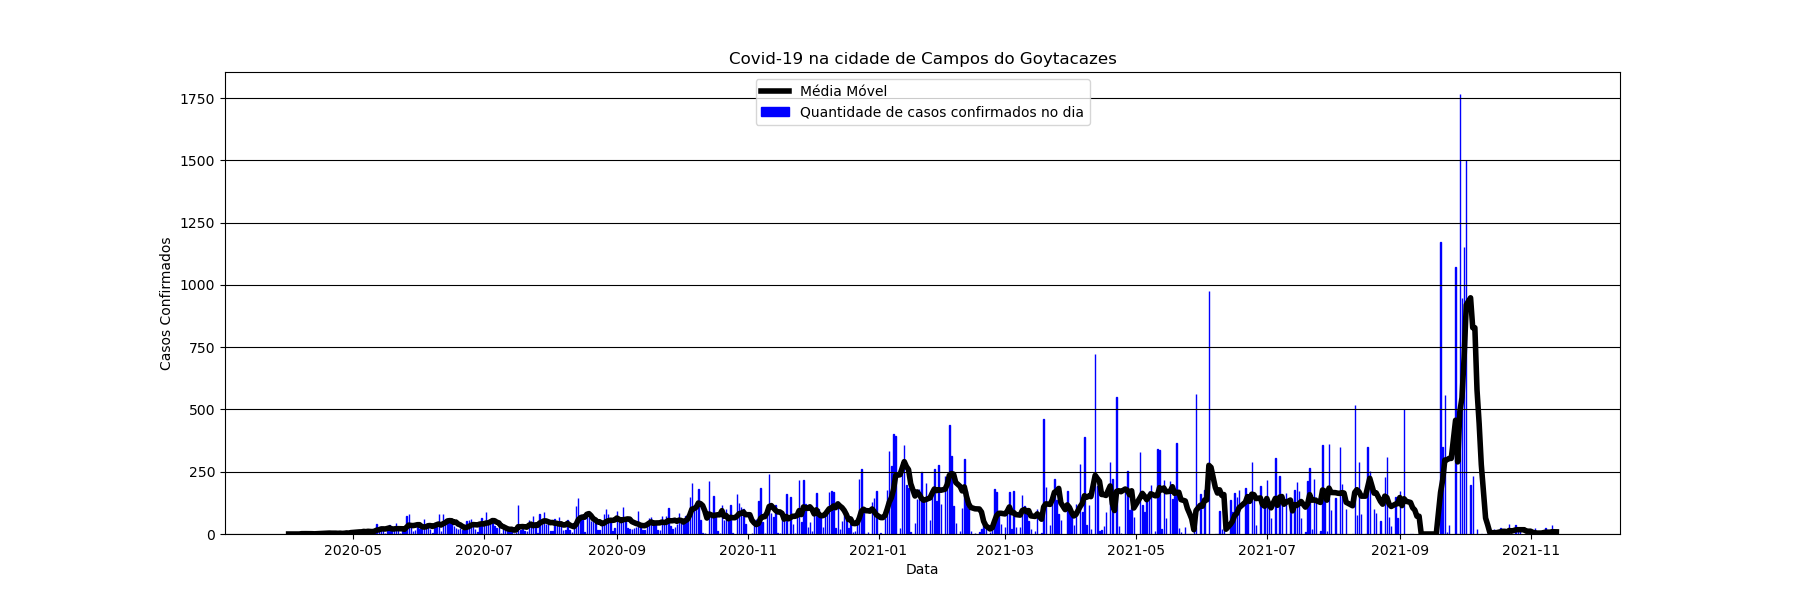 Covid-19 na cidade de Campos do Goytacazes
Média Móvel
Quantidade de casos confirmados no dia
Casos Confirmados
1750
1500
1250
1000
750
500
250
0
2020-05 2020-07 2020-09 2020-11 2021-01 2021-03 2021-05 2021-07 2021-09 2021-11
Data